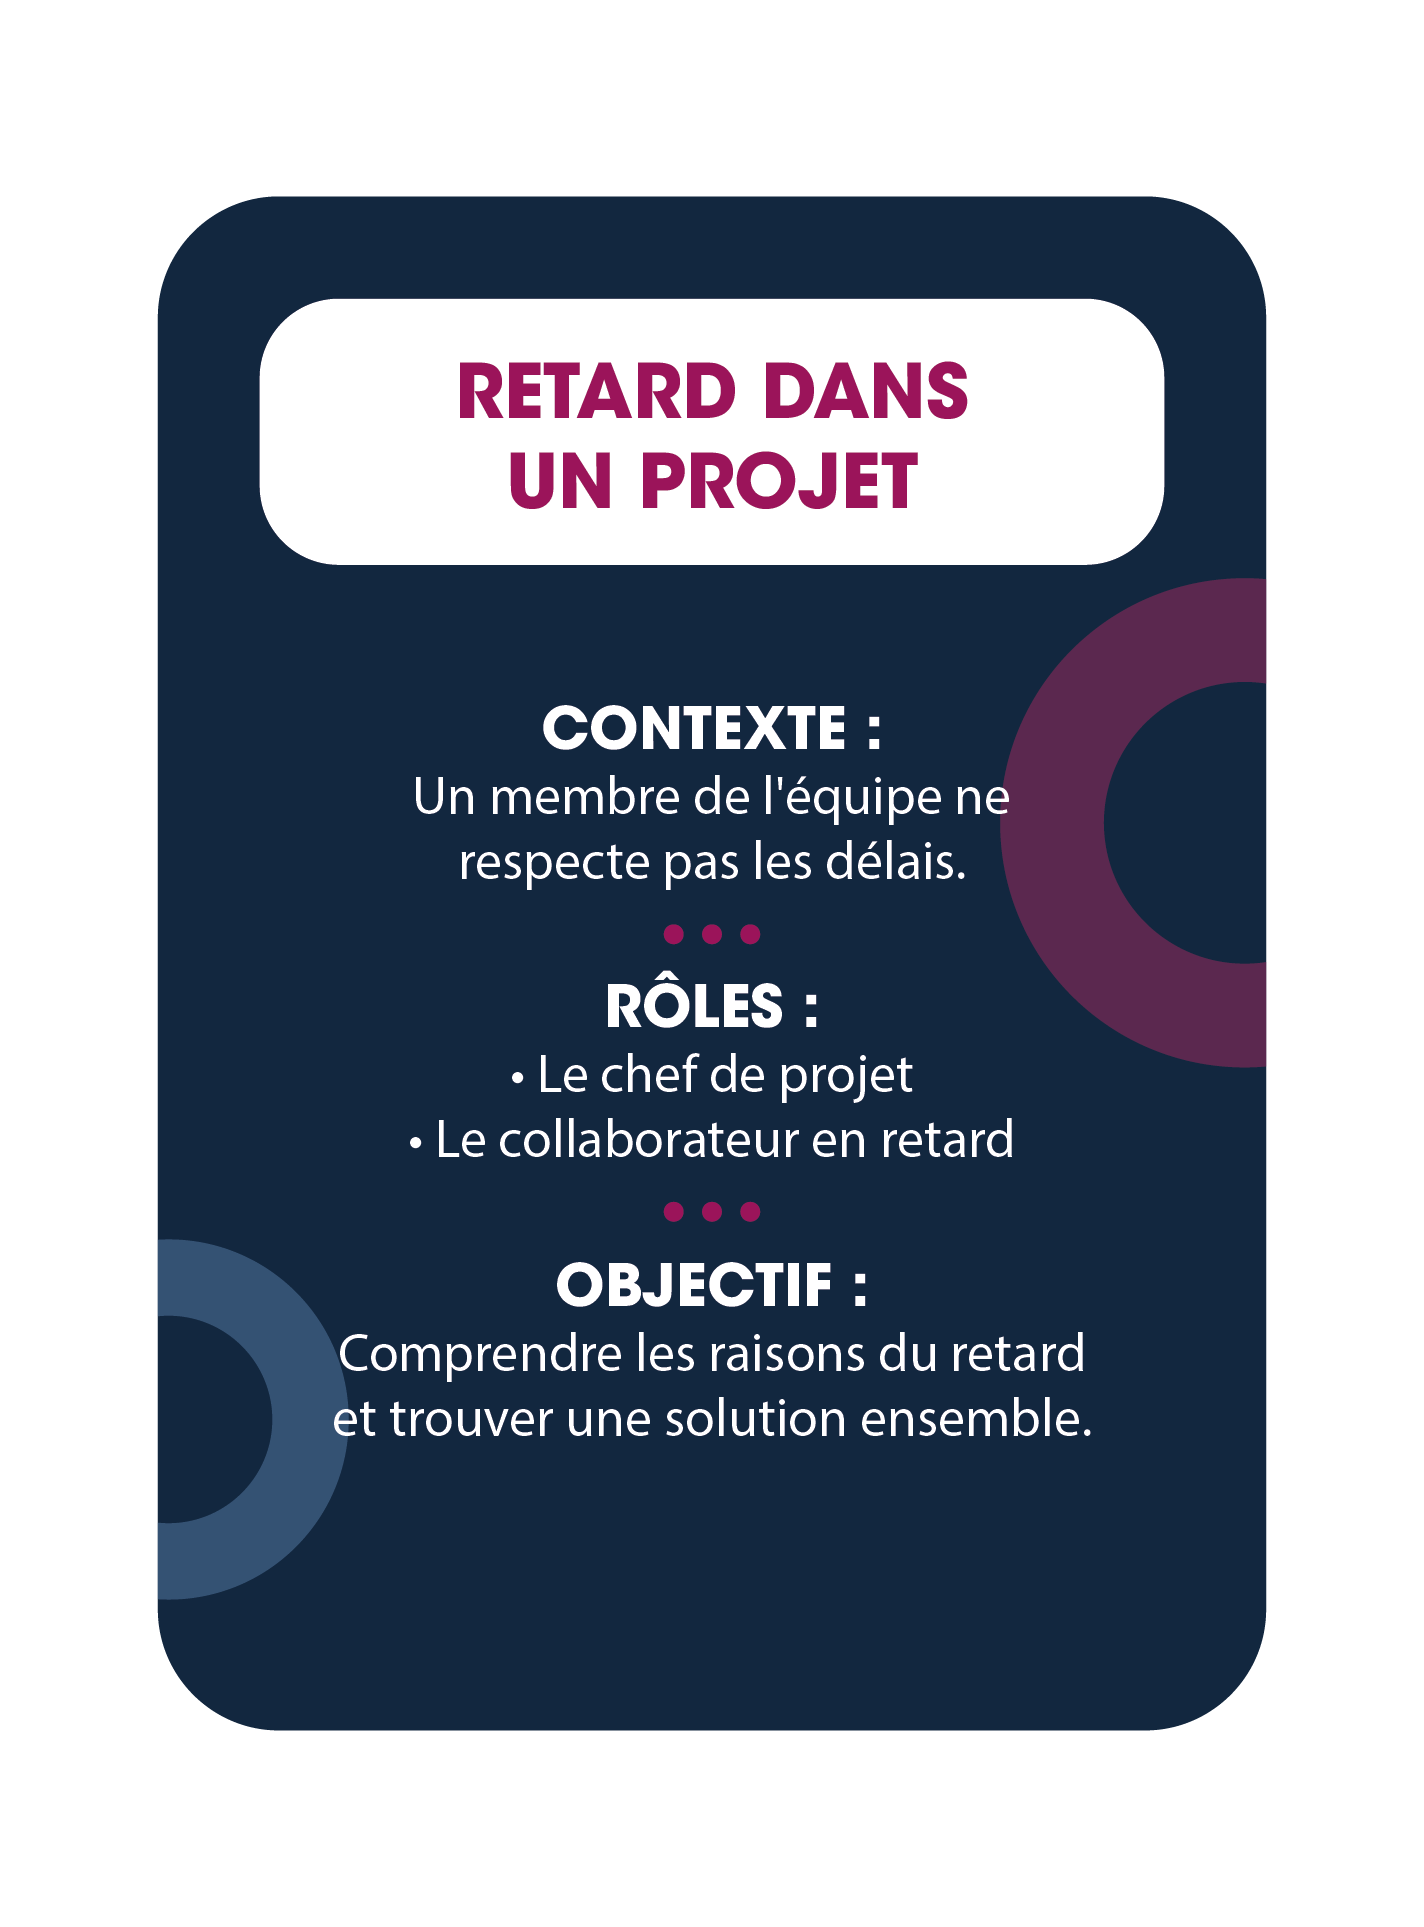 RETARD DANS
UN PROJET
CONTEXTE :
Un membre de l'équipe ne
respecte pas les délais.
RÔLES :
• Le chef de projet
• Le collaborateur en retard
OBJECTIF :
Comprendre les raisons du retard
et trouver une solution ensemble.